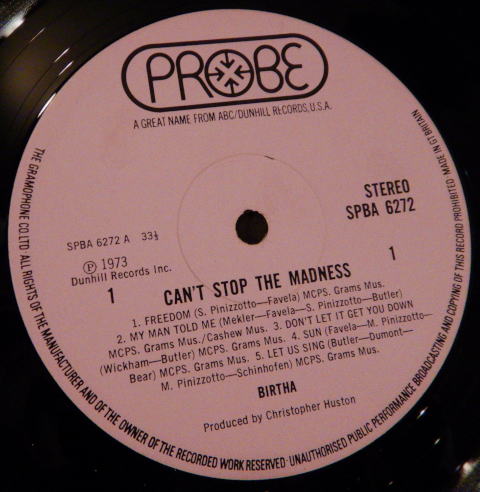 PROBE
A GREAT NAME FROM ABC/DUNHILL RECORDS, U.S.A.
STEREO
SPBA 6272
SPBA 6272 A 33⅓
Ⓟ 1973
Dunhill Records Inc.
1
1
CAN'T STOP THE MADNESS
1. FREEDOM (S. Pinizzotto—Favela) MCPS. Grams Mus.
2. MY MAN TOLD ME (Mekler—Favela—S. Pinizzotto—Butler)
MCPS. Grams Mus./Cashew Mus. 3. DON'T LET IT GET YOU DOWN
(Wickham—Butler) MCPS. Grams Mus. 4. SUN (Favela—M. Pinizzotto—
Bear) MCPS. Grams Mus. 5. LET US SING (Butler—Dumont—
M. Pinizzotto—Schinhofen) MCPS. Grams Mus.
BIRTHA
Produced by Christopher Huston
THE GRAMOPHONE CO. LTD. ALL RIGHTS OF THE MANUFACTURER AND OF THE OWNER OF THE RECORDED WORK RESERVED· UNAUTHORISED PUBLIC PERFORMANCE BROADCASTING AND COPYING OF THIS RECORD PROHIBITED. MADE IN GT BRITAIN